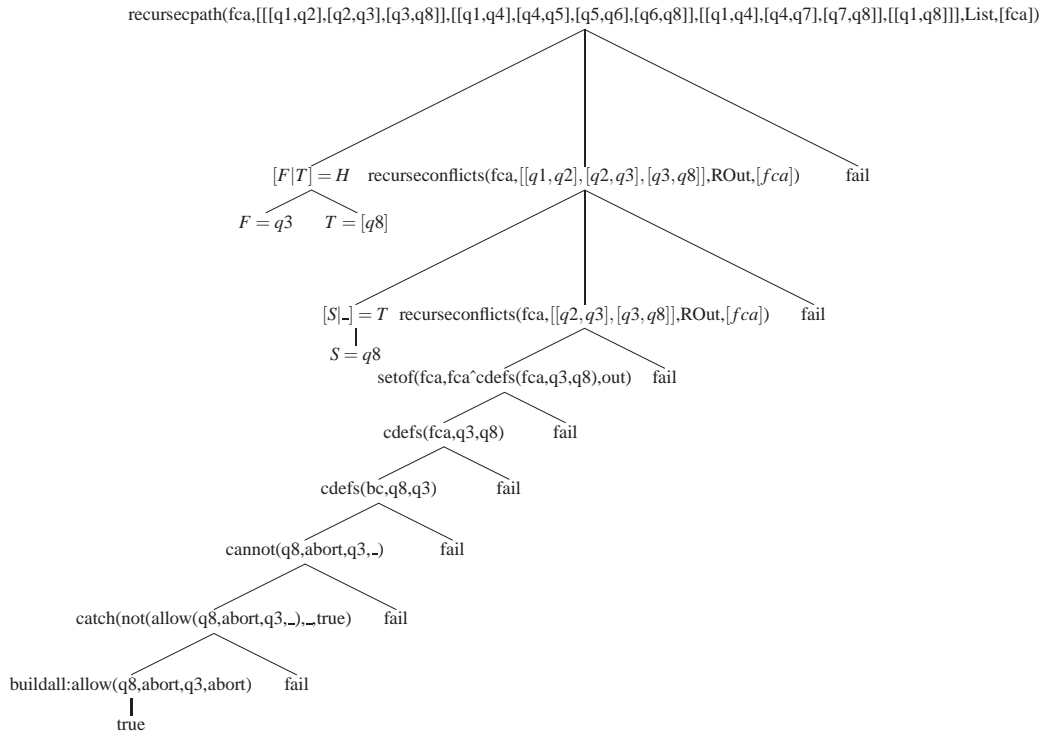 recursecpath(fca,[[[q1,q2],[q2,q3],[q3,q8]],[[q1,q4],[q4,q5],[q5,q6],[q6,q8]],[[q1,q4],[q4,q7],[q7,q8]],[[q1,q8]]],List,[fca])
[F|T] = H recurseconflicts(fca,[[q1,q2],[q2,q3],[q3,q8]],ROut,[fca]) fail
F = q3 T = [q8]
[S|_] = T recurseconflicts(fca,[[q2,q3],[q3,q8]],ROut,[fca]) fail
S = q8
setof(fca,fca^cdefs(fca,q3,q8),out) fail
cdefs(fca,q3,q8) fail
cdefs(bc,q8,q3) fail
cannot(q8,abort,q3,_) fail
catch(not(allow(q8,abort,q3,_),_,true) fail
buildall:allow(q8,abort,q3,abort) fail
true